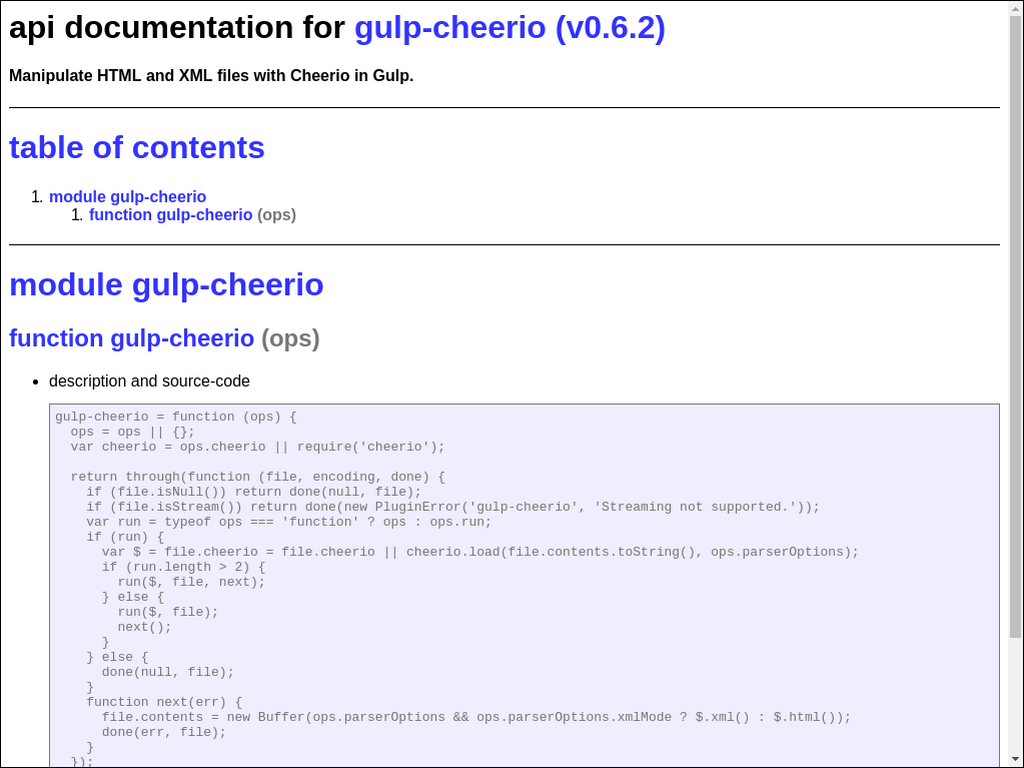 api documentation for gulp-cheerio (v0.6.2)
Manipulate HTML and XML files with Cheerio in Gulp.
table of contents
1. module gulp-cheerio
1. function gulp-cheerio (ops)
module gulp-cheerio
function gulp-cheerio (ops)
• description and source-code
gulp-cheerio = function (ops) {
  ops = ops || {};
  var cheerio = ops.cheerio || require('cheerio');

  return through(function (file, encoding, done) {
    if (file.isNull()) return done(null, file);
    if (file.isStream()) return done(new PluginError('gulp-cheerio', 'Streaming not supported.'));
    var run = typeof ops === 'function' ? ops : ops.run;
    if (run) {
      var $ = file.cheerio = file.cheerio || cheerio.load(file.contents.toString(), ops.parserOptions);
      if (run.length > 2) {
        run($, file, next);
      } else {
        run($, file);
        next();
      }
    } else {
      done(null, file);
    }
    function next(err) {
      file.contents = new Buffer(ops.parserOptions && ops.parserOptions.xmlMode ? $.xml() : $.html());
      done(err, file);
    }
  });